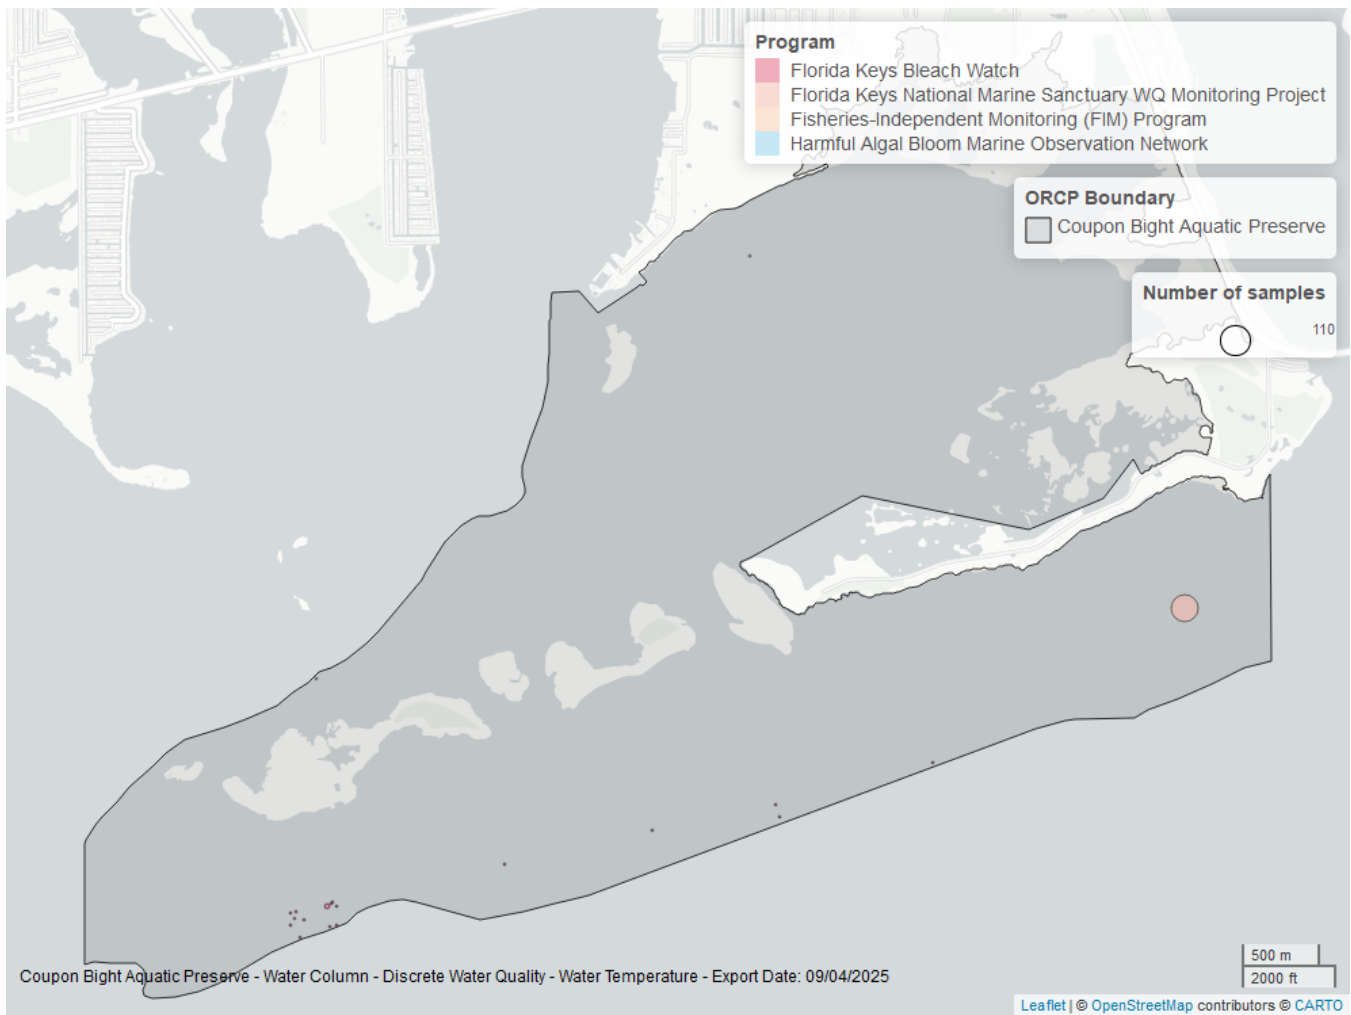 Program
Florida Keys Bleach Watch
Florida Keys National Marine Sanctuary WQ Monitoring Project
Fisheries-Independent Monitoring (FIM) Program
Harmful Algal Bloom Marine Observation Network
ORCP Boundary
Coupon Bight Aquatic Preserve
Number of samples
110
500 m
2000 ft
Coupon Bight Aquatic Preserve - Water Column - Discrete Water Quality - Water Temperature - Export Date: 09/04/2025
Leaflet | © OpenStreetMap contributors © CARTO